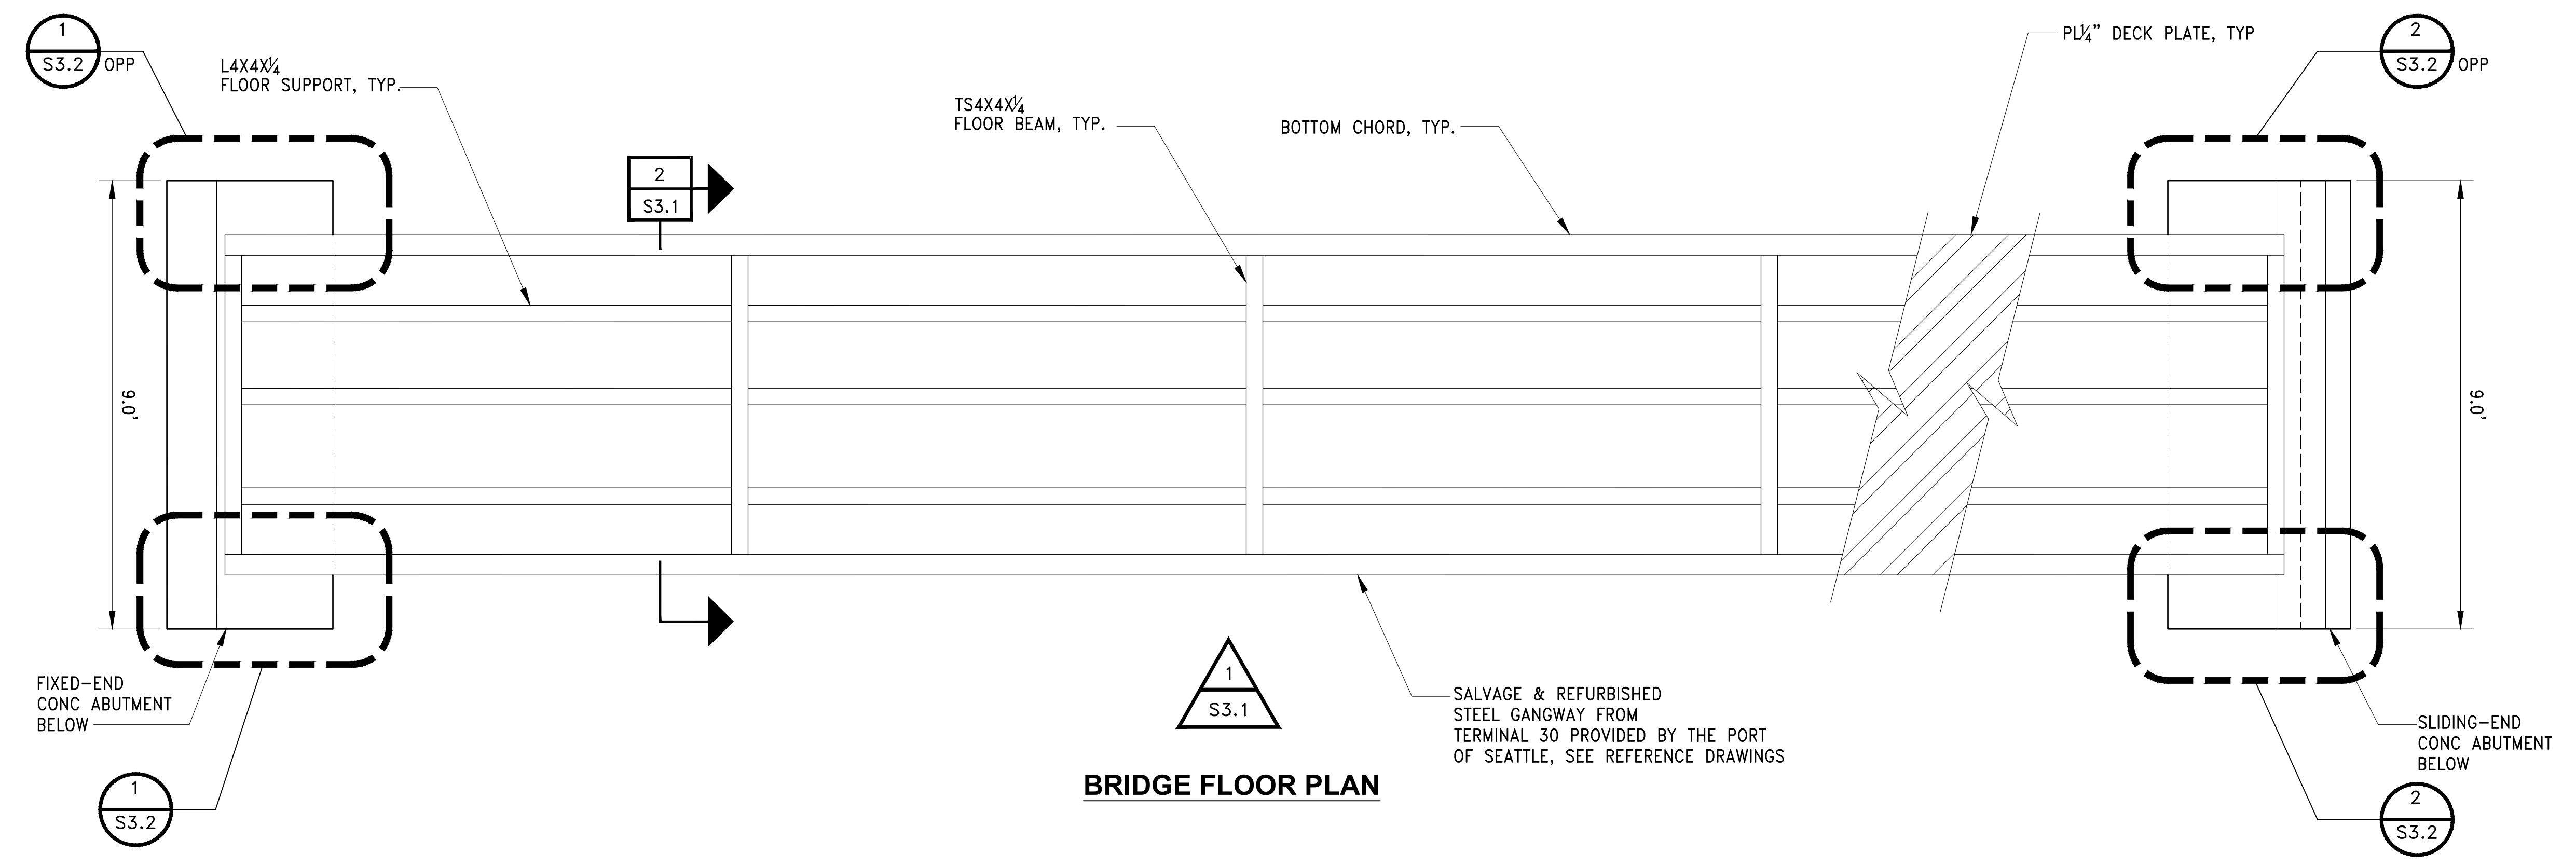 1
S3.2 OPP
L4X4X¼
FLOOR SUPPORT, TYP.
2
S3.1
TS4X4X¼
FLOOR BEAM, TYP.
BOTTOM CHORD, TYP.
PL¼" DECK PLATE, TYP
2
S3.2 OPP
9.0'
9.0'
FIXED-END
CONC ABUTMENT
BELOW
1
S3.2
1
S3.1
SALVAGE & REFURBISHED
STEEL GANGWAY FROM
TERMINAL 30 PROVIDED BY THE PORT
OF SEATTLE, SEE REFERENCE DRAWINGS
SLIDING-END
CONC ABUTMENT
BELOW
2
S3.2
BRIDGE FLOOR PLAN